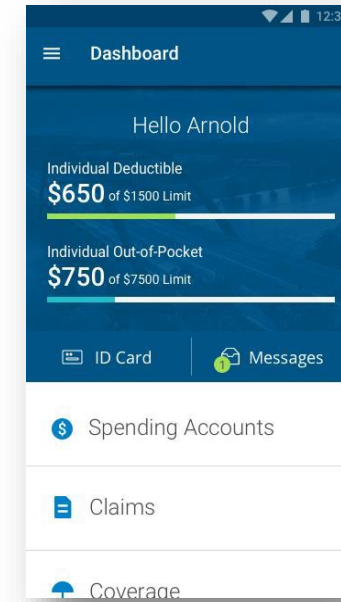 12:3
Dashboard
Hello Arnold
Individual Deductible
$650 of $1500 Limit
Individual Out-of-Pocket
$750 of $7500 Limit
ID Card
1 Messages
Spending Accounts
Claims
Coverage